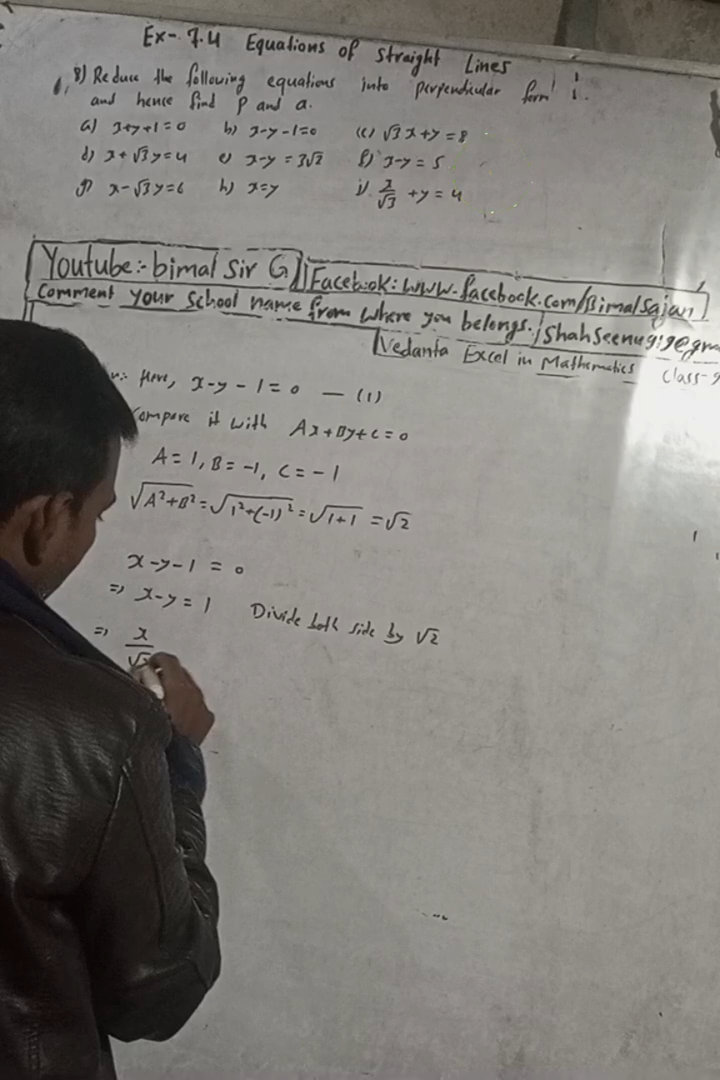 Ex- 7.4 Equations of Straight Lines
8) Reduce the following equations into perpendicular form
and hence find P and α.
a) x+y+1=0 b) x-y-1=0 (c) √3x+y=8
d) x+√3y=4 e) x-y=3√2 f) x-y=5
g) x-√3y=6 h) x=y i) x/√3 +y=4
Youtube:- bimal Sir G
Facebook: www.facebook.com/Bimalsajan
Comment your School name from where you belongs.
Vedanta Excel in Mathematics Class-9
Here, x-y-1=0 — (1)
compare it with Ax+By+C=0
A=1, B=-1, C=-1
√A²+B² = √1²+(-1)² = √1+1 = √2
x-y-1=0
⇒ x-y=1 Divide both side by √2
⇒ x/√2